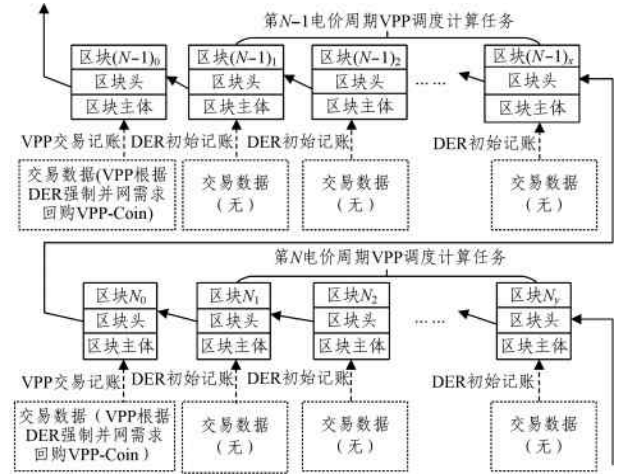 第N−1电价周期VPP调度计算任务
区块(N−1)₀ 区块(N−1)₁ 区块(N−1)₂ 区块(N−1)ₓ
区块头 区块头 区块头 …… 区块头
区块主体 区块主体 区块主体 区块主体
VPP交易记账 DER初始记账 DER初始记账 DER初始记账
交易数据(VPP根据
DER强制并网需求
回购VPP-Coin)
交易数据
（无）
交易数据
（无）
交易数据
（无）
第N电价周期VPP调度计算任务
区块N₀ 区块N₁ 区块N₂ 区块Nᵧ
区块头 区块头 区块头 …… 区块头
区块主体 区块主体 区块主体 区块主体
VPP交易记账 DER初始记账 DER初始记账 DER初始记账
交易数据（VPP根据
DER强制并网需求
回购VPP-Coin）
交易数据
（无）
交易数据
（无）
交易数据
（无）